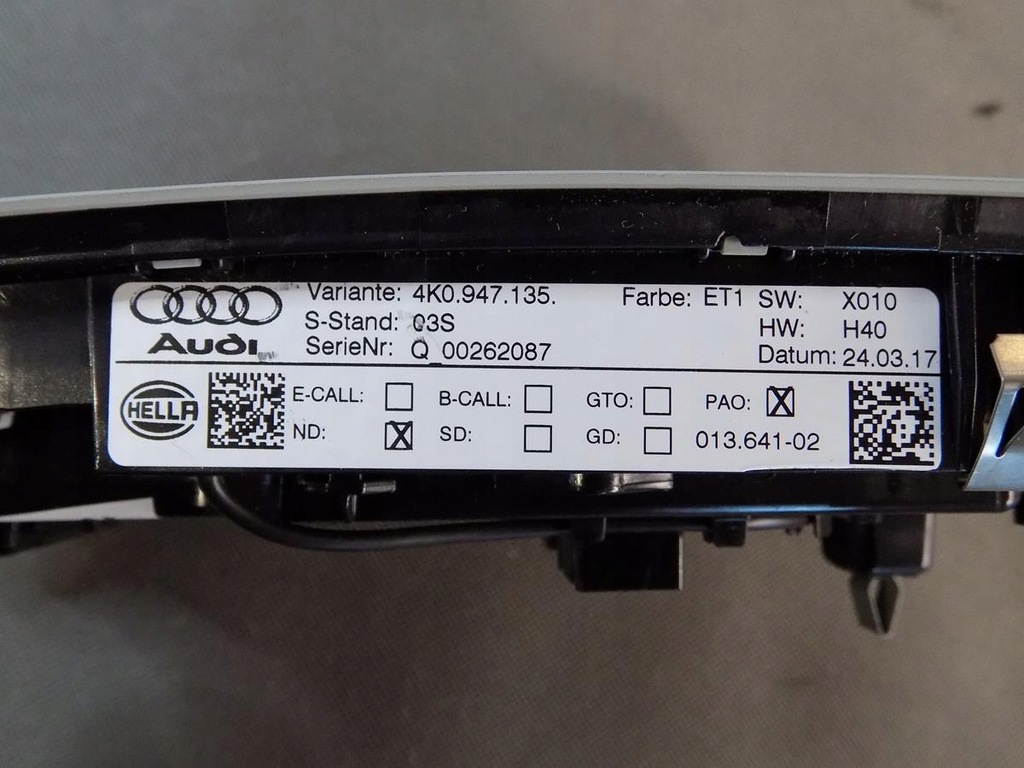 Audi
Variante: 4K0.947.135. Farbe: ET1 SW: X010
S-Stand: 03S HW: H40
SerieNr: Q 00262087 Datum: 24.03.17
HELLA
E-CALL: B-CALL: GTO: PAO: X
ND: X SD: GD: 013.641-02